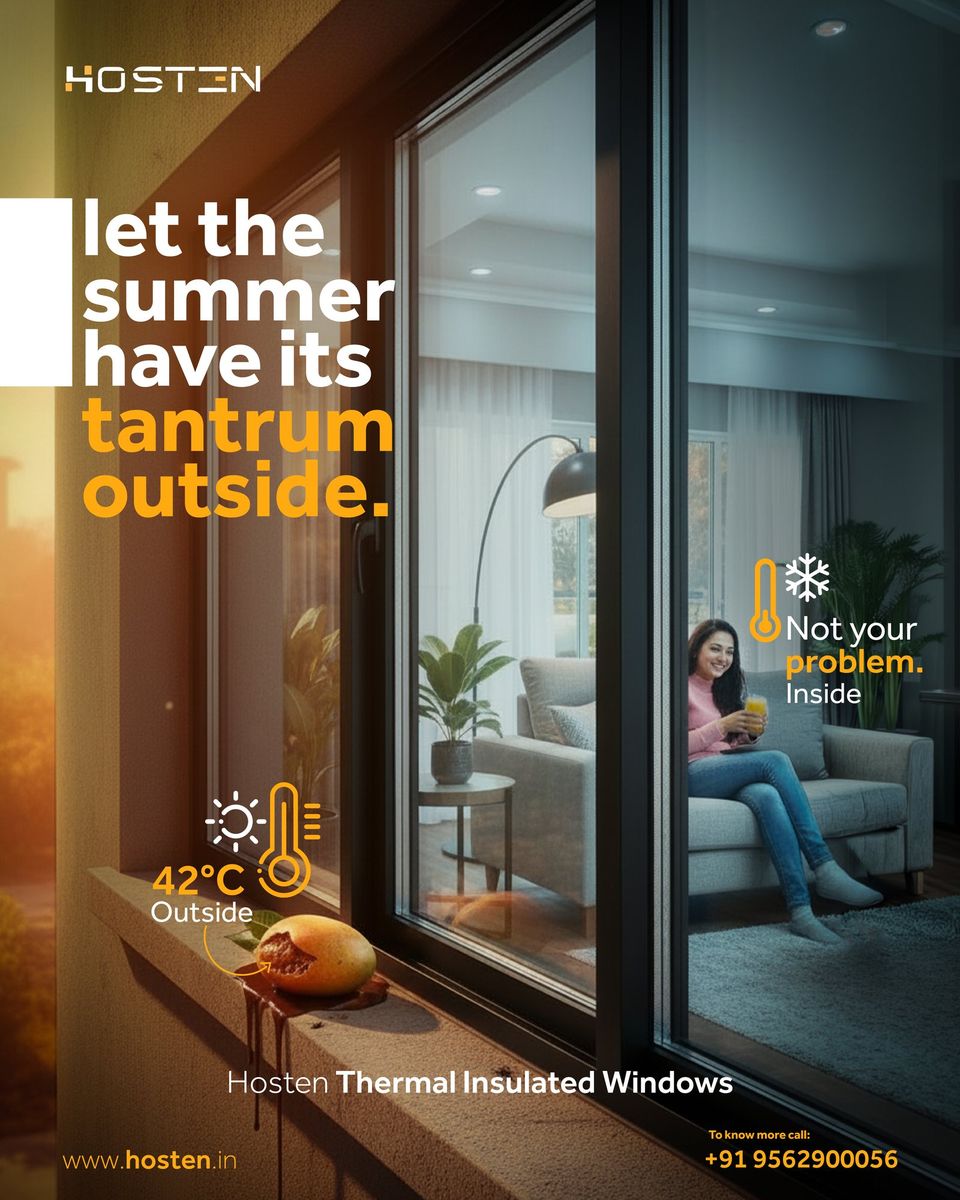 HOSTEN
let the
summer
have its
tantrum
outside.
Not your
problem.
Inside
42°C
Outside
Hosten Thermal Insulated Windows
To know more call:
www.hosten.in
+91 9562900056